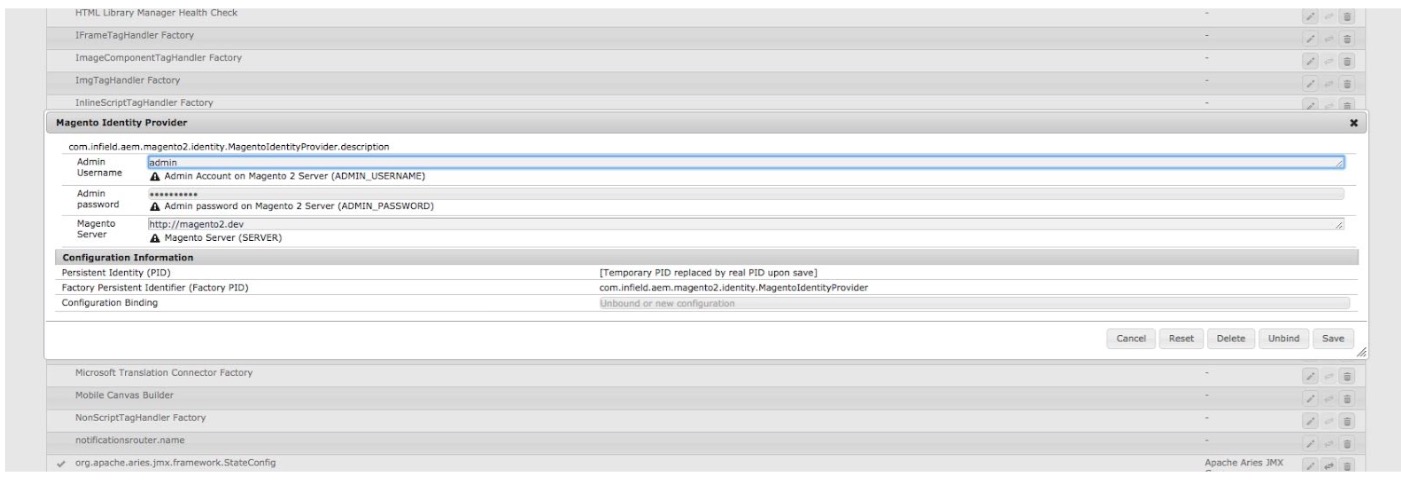 HTML Library Manager Health Check -
IFrameTagHandler Factory -
ImageComponentTagHandler Factory -
ImgTagHandler Factory -
InlineScriptTagHandler Factory -
Magento Identity Provider
com.infield.aem.magento2.identity.MagentoIdentityProvider.description
Admin Username admin
Admin Account on Magento 2 Server (ADMIN_USERNAME)
Admin password **********
Admin password on Magento 2 Server (ADMIN_PASSWORD)
Magento Server http://magento2.dev
Magento Server (SERVER)
Configuration Information
Persistent Identity (PID) [Temporary PID replaced by real PID upon save]
Factory Persistent Identifier (Factory PID) com.infield.aem.magento2.identity.MagentoIdentityProvider
Configuration Binding Unbound or new configuration
Cancel Reset Delete Unbind Save
Microsoft Translation Connector Factory -
Mobile Canvas Builder -
NonScriptTagHandler Factory -
notificationsrouter.name -
org.apache.aries.jmx.framework.StateConfig Apache Aries JMX